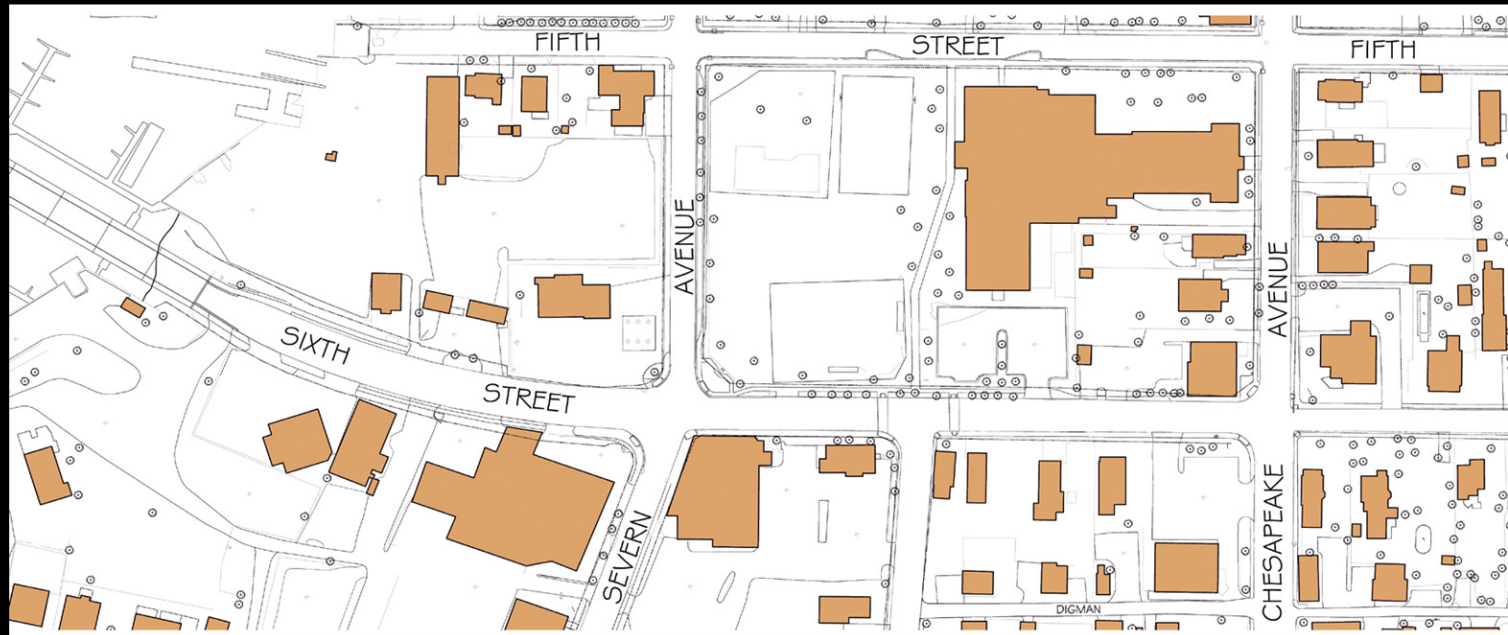 FIFTH
STREET
FIFTH
AVENUE
AVENUE
SIXTH
STREET
SEVERN
CHESAPEAKE
DIGMAN